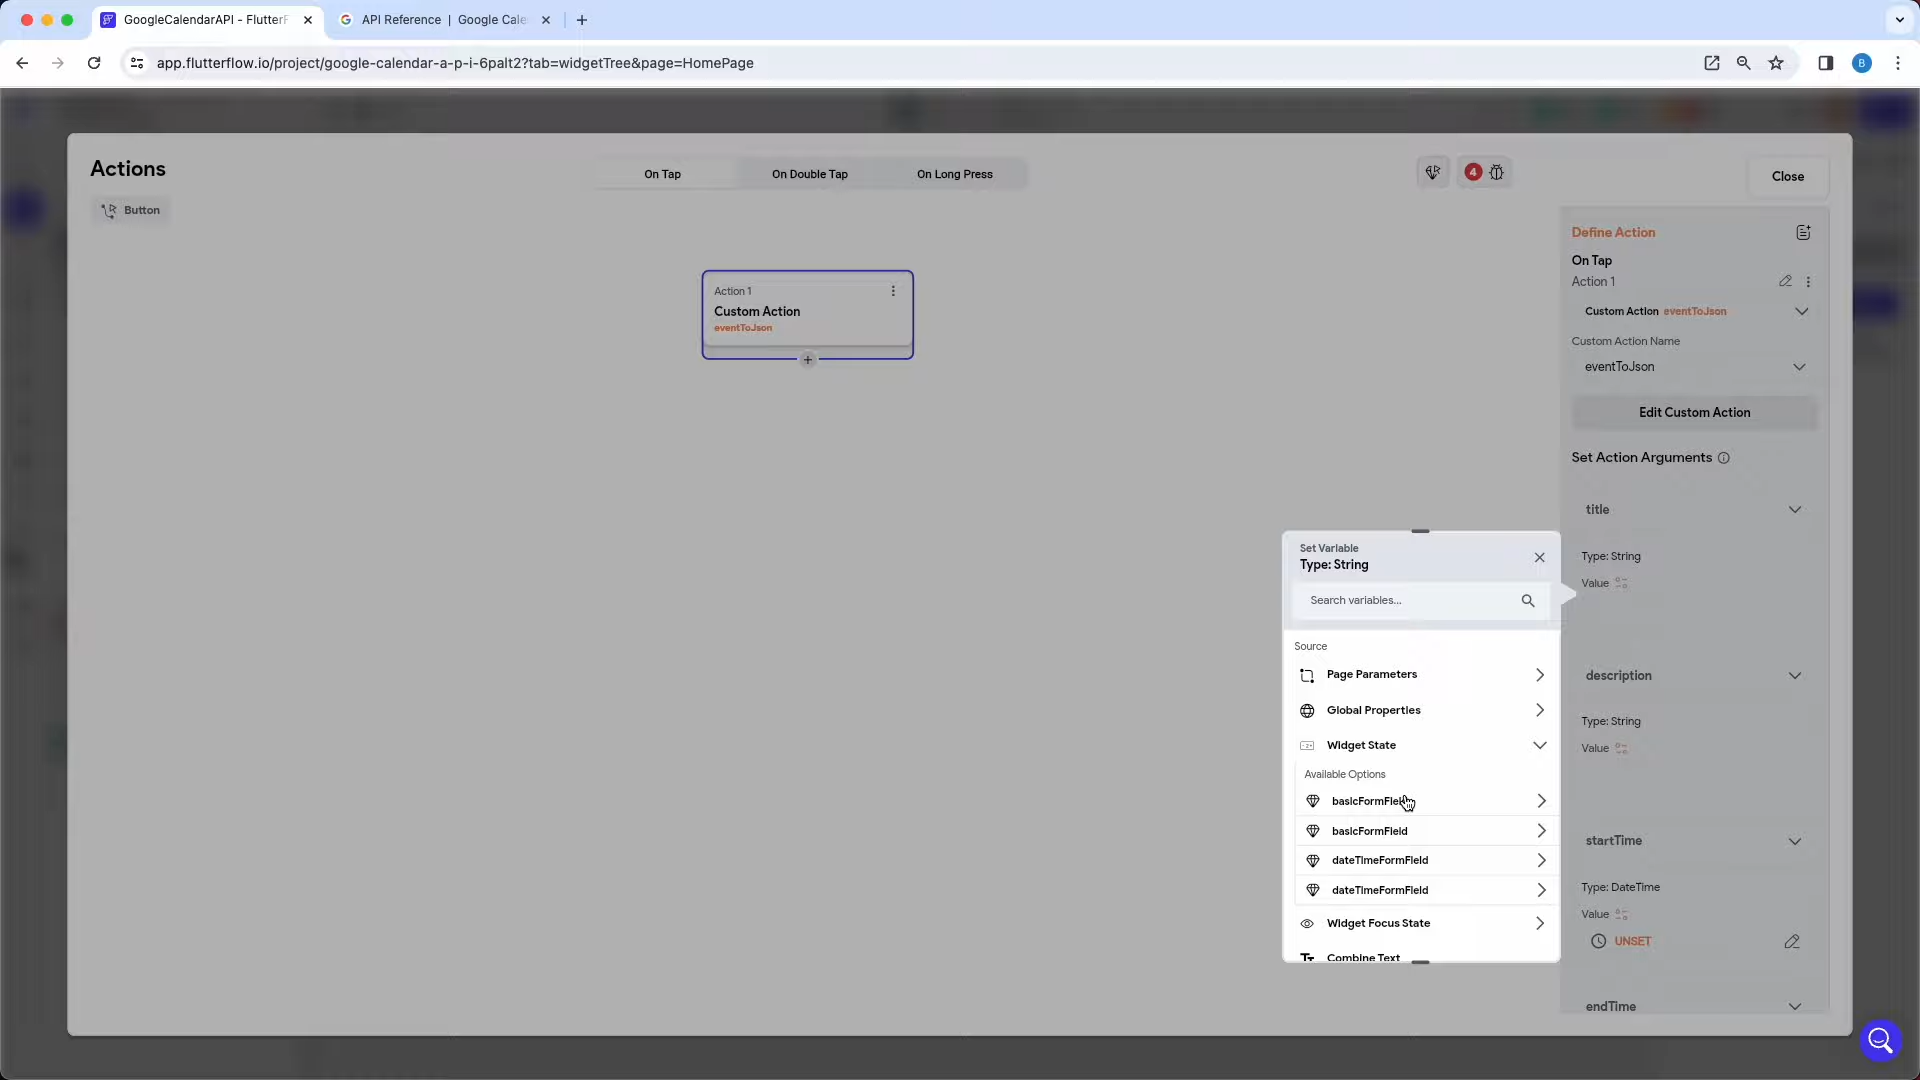 GoogleCalendarAPI - FlutterF
API Reference | Google Cale
app.flutterflow.io/project/google-calendar-a-p-i-6palt2?tab=widgetTree&page=HomePage
B
Actions
On Tap
On Double Tap
On Long Press
4
Close
Button
Define Action
On Tap
Action 1
Custom Action eventToJson
Custom Action Name
eventToJson
Edit Custom Action
Set Action Arguments
title
Type: String
Value
description
Type: String
Value
startTime
Type: DateTime
Value
UNSET
endTime
Action 1
Custom Action
eventToJson
Set Variable
Type: String
Search variables...
Source
Page Parameters
Global Properties
Widget State
Available Options
basicFormField
basicFormField
dateTimeFormField
dateTimeFormField
Widget Focus State
Combine Text